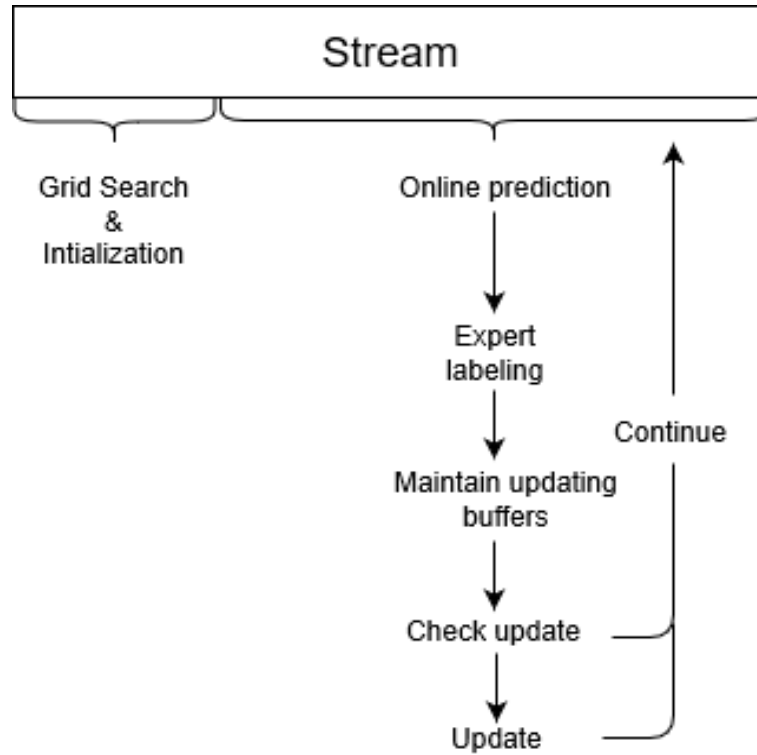 Stream
Grid Search
&
Intialization
Online prediction
Expert
labeling
Continue
Maintain updating
buffers
Check update
Update